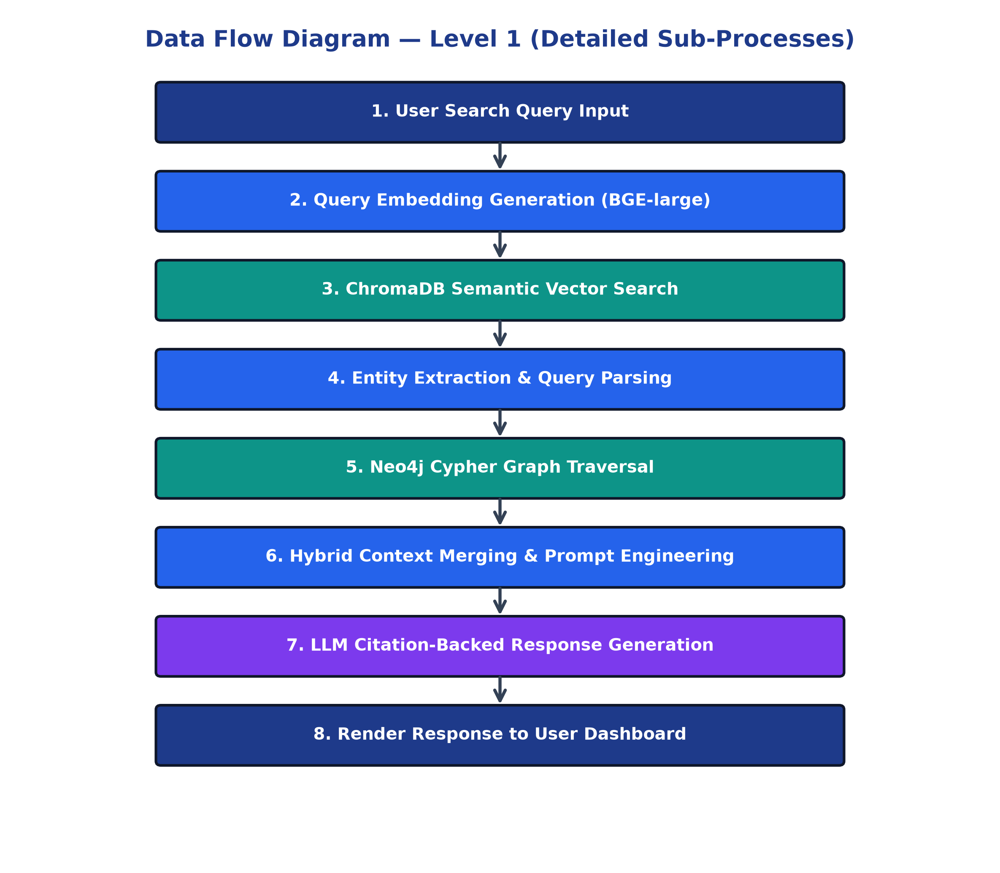 Data Flow Diagram — Level 1 (Detailed Sub-Processes)
1. User Search Query Input
2. Query Embedding Generation (BGE-large)
3. ChromaDB Semantic Vector Search
4. Entity Extraction & Query Parsing
5. Neo4j Cypher Graph Traversal
6. Hybrid Context Merging & Prompt Engineering
7. LLM Citation-Backed Response Generation
8. Render Response to User Dashboard